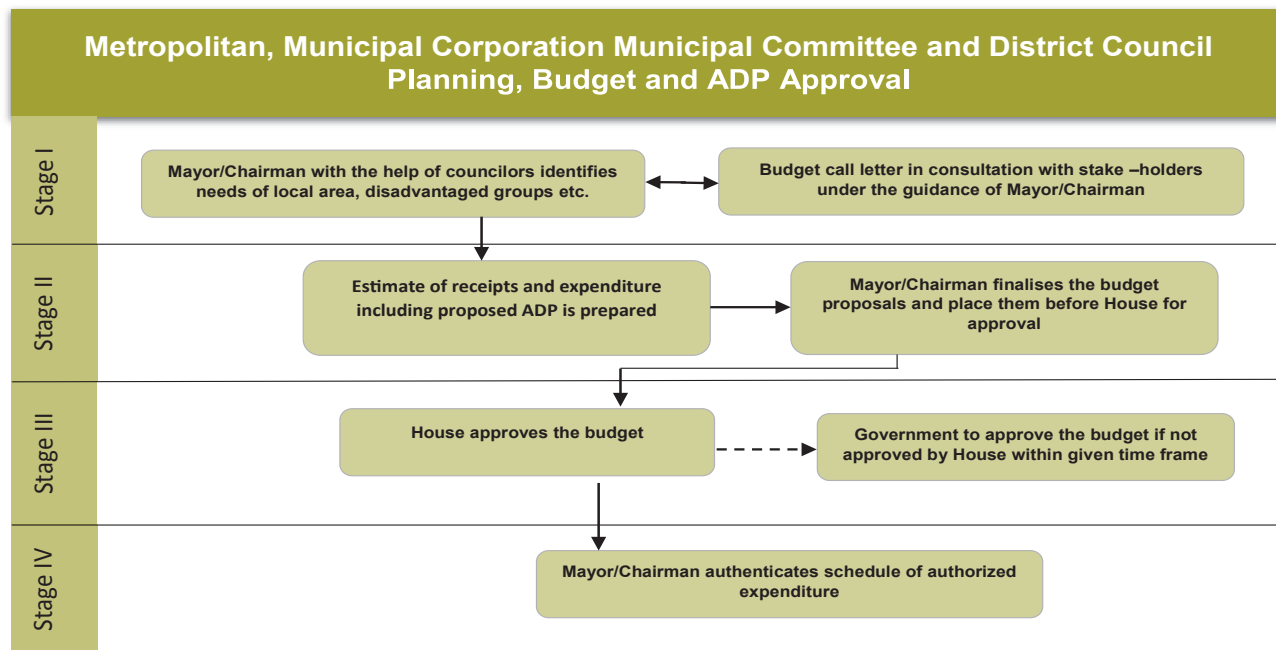 Metropolitan, Municipal Corporation Municipal Committee and District Council
Planning, Budget and ADP Approval
Stage I
Mayor/Chairman with the help of councilors identifies
needs of local area, disadvantaged groups etc.
Budget call letter in consultation with stake –holders
under the guidance of Mayor/Chairman
Stage II
Estimate of receipts and expenditure
including proposed ADP is prepared
Mayor/Chairman finalises the budget
proposals and place them before House for
approval
Stage III
House approves the budget
Government to approve the budget if not
approved by House within given time frame
Stage IV
Mayor/Chairman authenticates schedule of authorized
expenditure